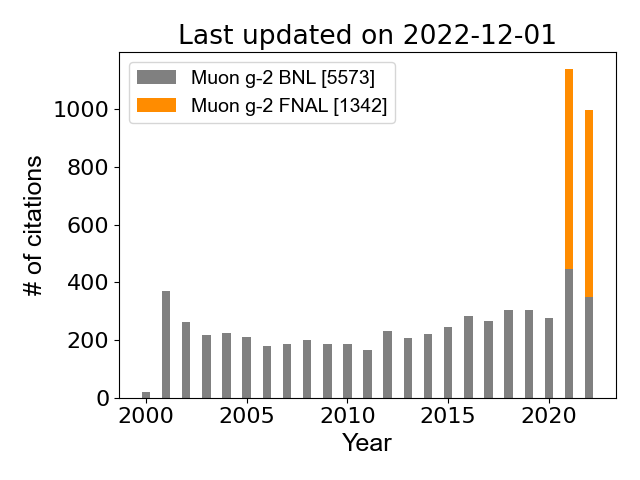 Last updated on 2022-12-01
Muon g-2 BNL [5573]
Muon g-2 FNAL [1342]
# of citations
1000
800
600
400
200
0
2000 2005 2010 2015 2020
Year